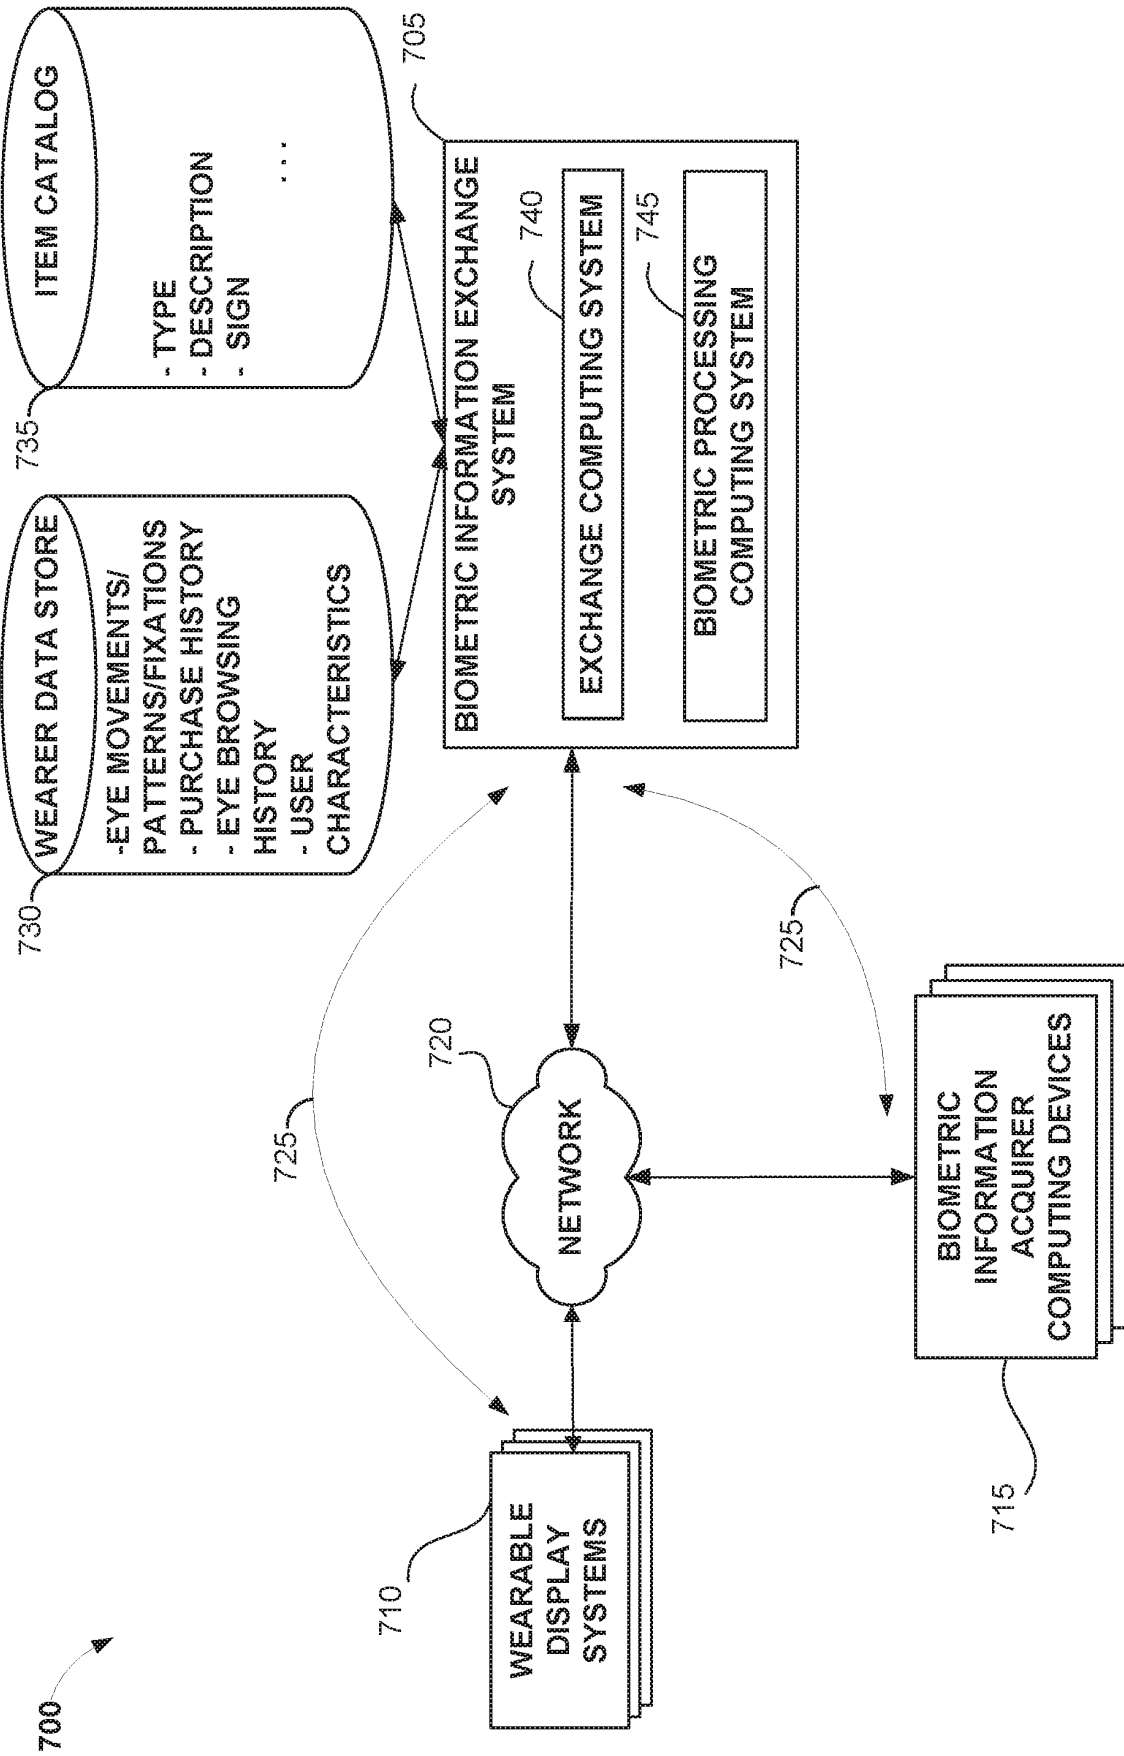 700
WEARER DATA STORE
-EYE MOVEMENTS/
PATTERNS/FIXATIONS
- PURCHASE HISTORY
- EYE BROWSING
HISTORY
- USER
CHARACTERISTICS
730
ITEM CATALOG
- TYPE
- DESCRIPTION
- SIGN
...
735
705
BIOMETRIC INFORMATION EXCHANGE
SYSTEM
740
EXCHANGE COMPUTING SYSTEM
745
BIOMETRIC PROCESSING
COMPUTING SYSTEM
725
720
NETWORK
725
710
WEARABLE
DISPLAY
SYSTEMS
BIOMETRIC
INFORMATION
ACQUIRER
COMPUTING DEVICES
715